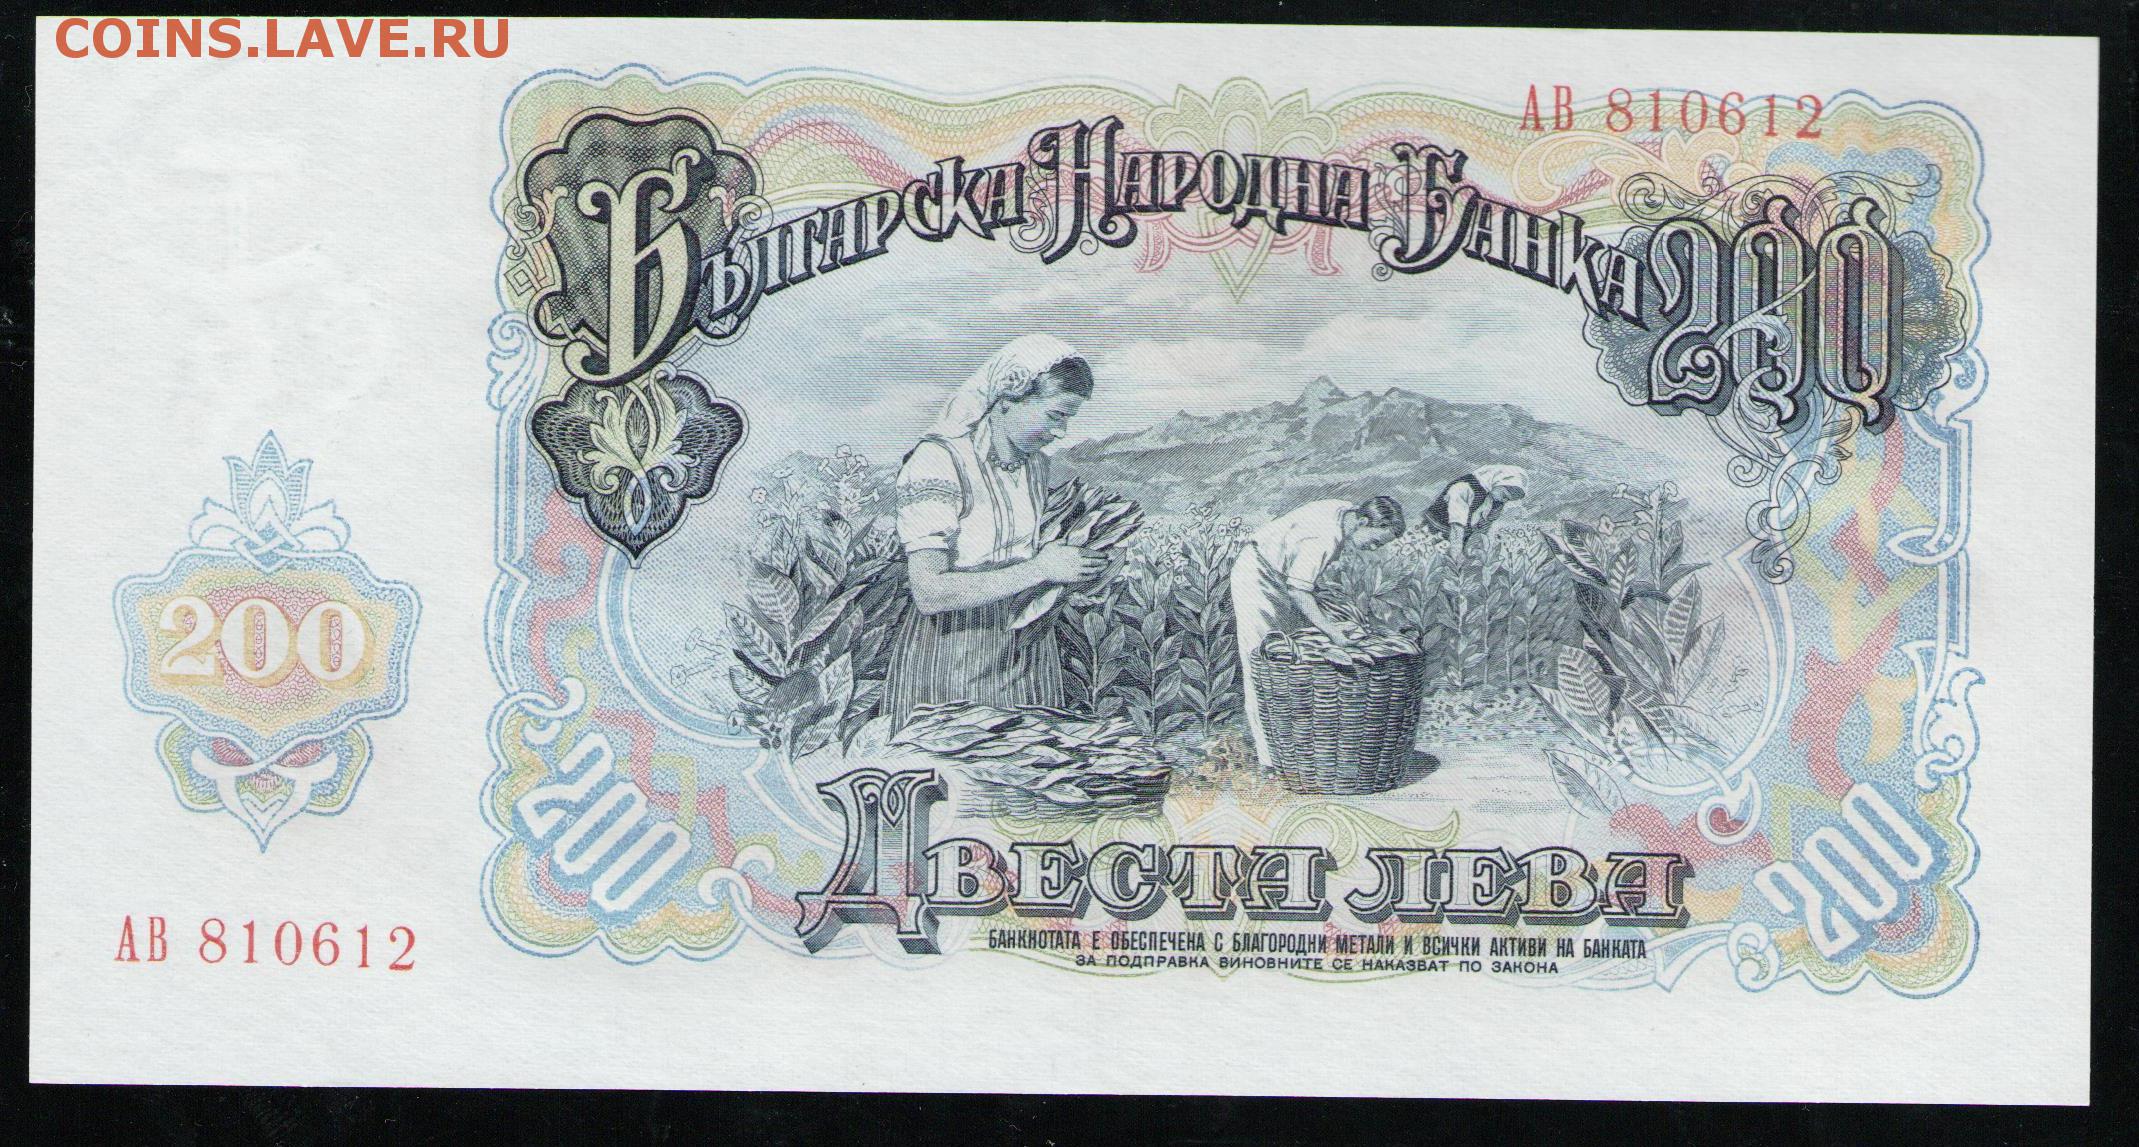 COINS.LAVE.RU
АВ 810612
Българска Народна Банка 200
200
200
200
Двеста лева
АВ 810612
БАНКНОТАТА Е ОБЕСПЕЧЕНА С БЛАГОРОДНИ МЕТАЛИ И ВСИЧКИ АКТИВИ НА БАНКАТА
ЗА ПОДПРАВКА ВИНОВНИТЕ СЕ НАКАЗВАТ ПО ЗАКОНА